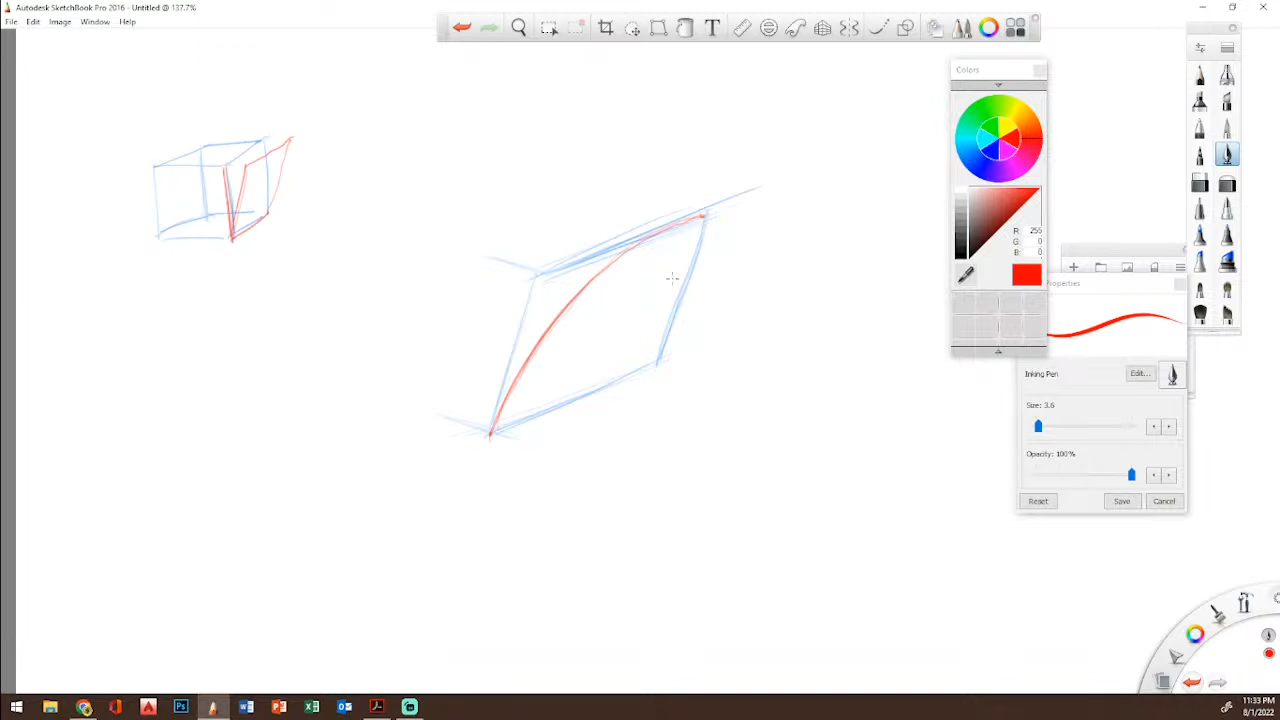 Autodesk SketchBook Pro 2016 - Untitled @ 137.7%
File Edit Image Window Help
Colors
R: 255
G: 0
B: 0
Properties
Inking Pen
Edit...
Size: 3.6
Opacity: 100%
Reset
Save
Cancel
11:33 PM
8/1/2022